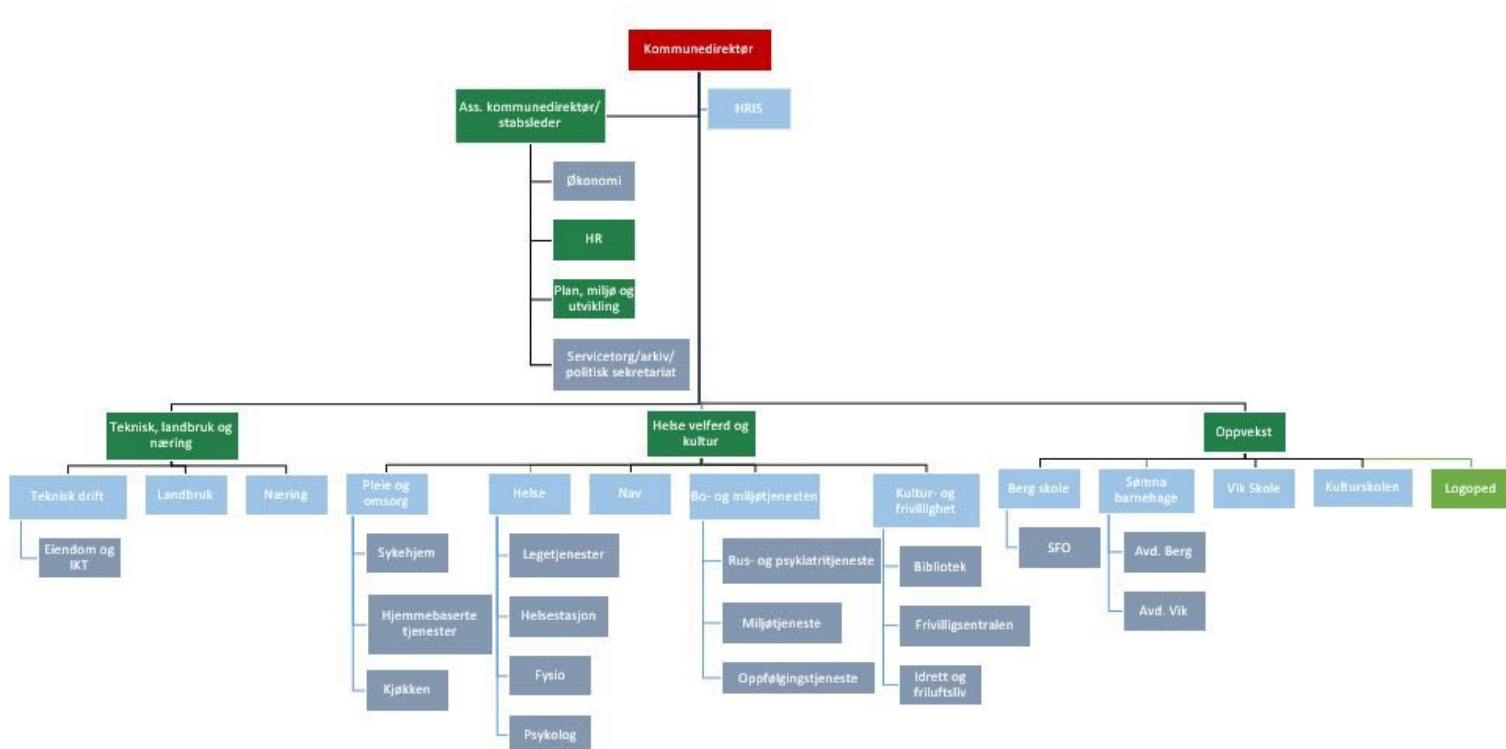 Kommunedirektør
Ass. kommunedirektør/
stabsleder
HRIS
Økonomi
HR
Plan, miljø og
utvikling
Servicetorg/arkiv/
politisk sekretariat
Teknisk, landbruk og
næring
Helse velferd og
kultur
Oppvekst
Teknisk drift
Landbruk
Næring
Pleie og
omsorg
Helse
Nav
Bo- og miljøtjenesten
Kultur- og
frivillighet
Berg skole
Sømna
barnehage
Vik Skole
Kulturskolen
Logoped
Eiendom og
IKT
Sykehjem
Hjemmebaserte
tjenester
Kjøkken
Legetjenester
Helsestasjon
Fysio
Psykolog
Rus- og psykiatritjeneste
Miljøtjeneste
Oppfølgingstjeneste
Bibliotek
Frivilligsentralen
Idrett og
friluftsliv
SFO
Avd. Berg
Avd. Vik